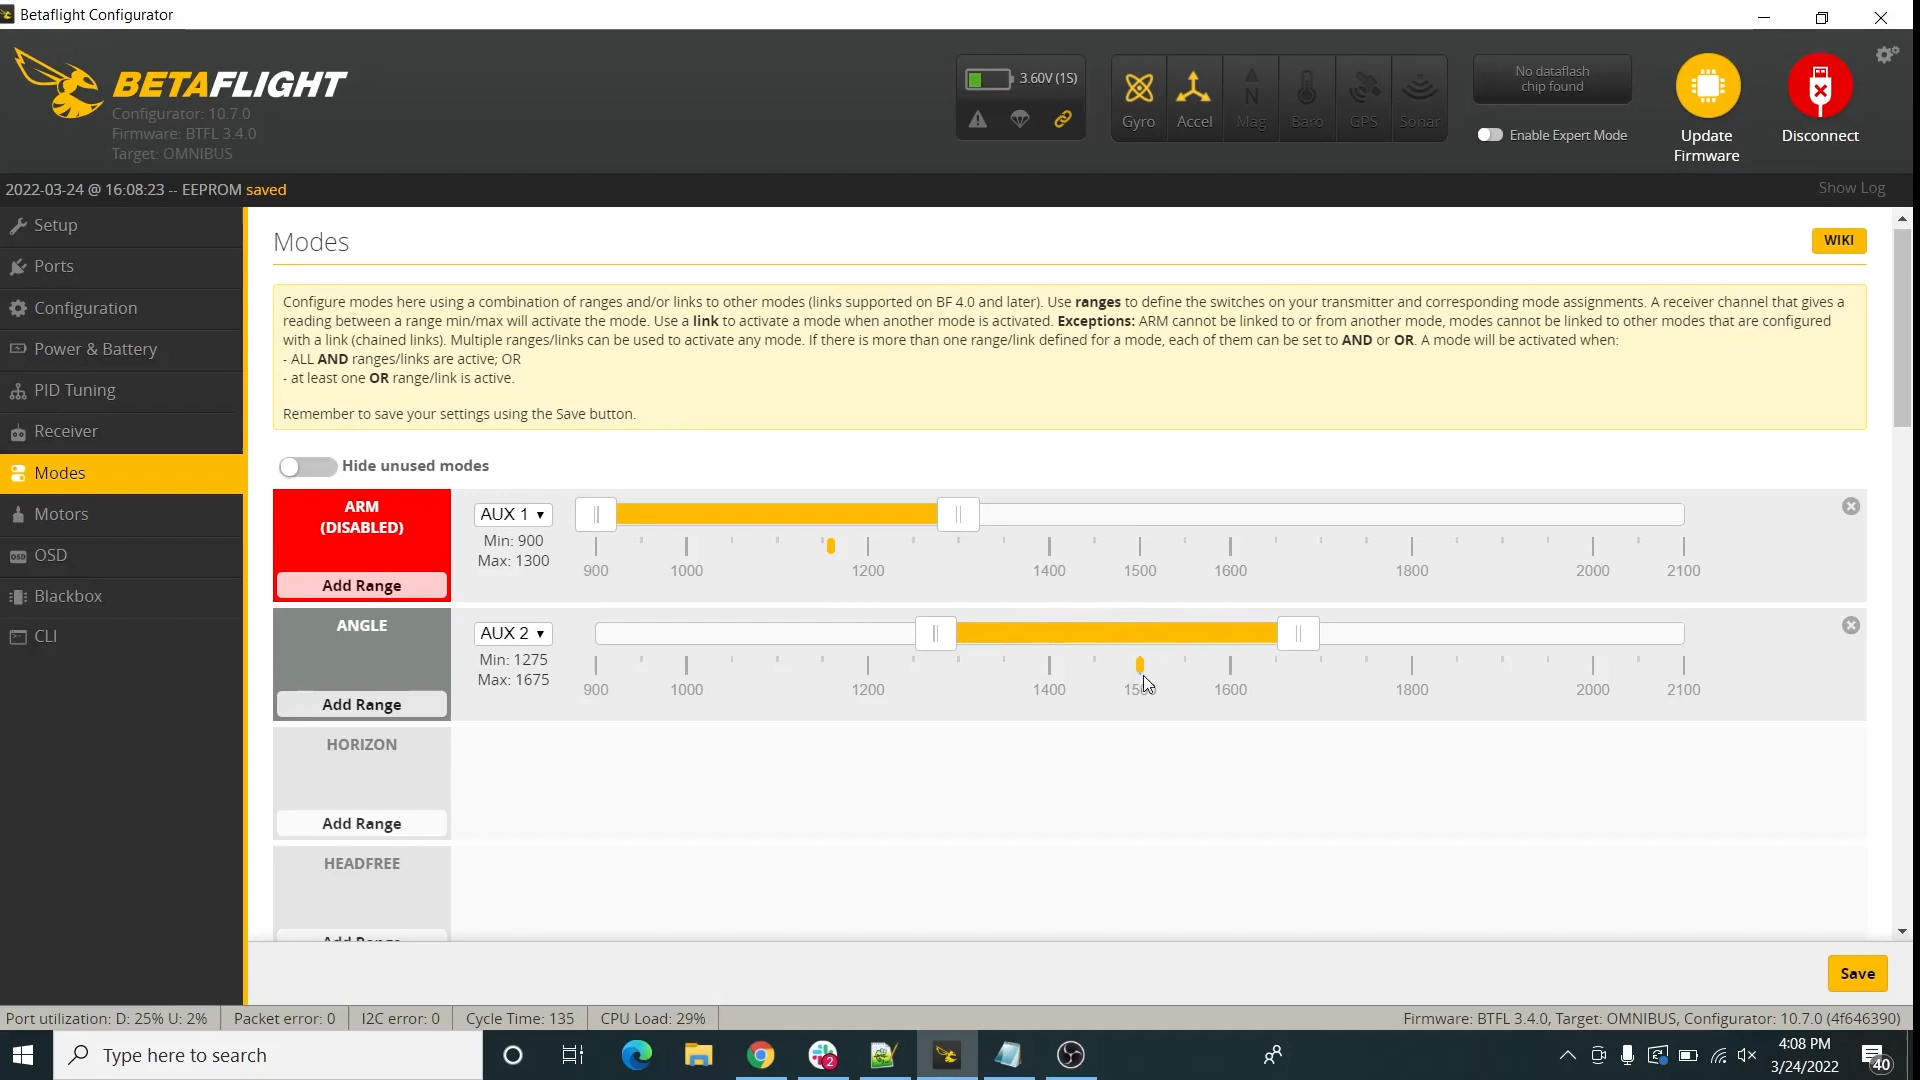 Betaflight Configurator
BETAFLIGHT
Configurator: 10.7.0
Firmware: BTFL 3.4.0
Target: OMNIBUS
3.60V (1S)
Gyro
Accel
Mag
Baro
GPS
Sonar
No dataflash
chip found
Enable Expert Mode
Update
Firmware
Disconnect
2022-03-24 @ 16:08:23 -- EEPROM saved
Show Log
Setup
Ports
Configuration
Power & Battery
PID Tuning
Receiver
Modes
Motors
OSD
Blackbox
CLI
Modes
WIKI
Configure modes here using a combination of ranges and/or links to other modes (links supported on BF 4.0 and later). Use ranges to define the switches on your transmitter and corresponding mode assignments. A receiver channel that gives a
reading between a range min/max will activate the mode. Use a link to activate a mode when another mode is activated. Exceptions: ARM cannot be linked to or from another mode, modes cannot be linked to other modes that are configured
with a link (chained links). Multiple ranges/links can be used to activate any mode. If there is more than one range/link defined for a mode, each of them can be set to AND or OR. A mode will be activated when:
- ALL AND ranges/links are active; OR
- at least one OR range/link is active.
Remember to save your settings using the Save button.
Hide unused modes
ARM
(DISABLED)
Add Range
AUX 1
Min: 900
Max: 1300
900 1000 1200 1400 1500 1600 1800 2000 2100
ANGLE
Add Range
AUX 2
Min: 1275
Max: 1675
900 1000 1200 1400 1500 1600 1800 2000 2100
HORIZON
Add Range
HEADFREE
Add Range
Save
Port utilization: D: 25% U: 2%
Packet error: 0
I2C error: 0
Cycle Time: 135
CPU Load: 29%
Firmware: BTFL 3.4.0, Target: OMNIBUS, Configurator: 10.7.0 (4f646390)
Type here to search
2
4:08 PM
3/24/2022
40